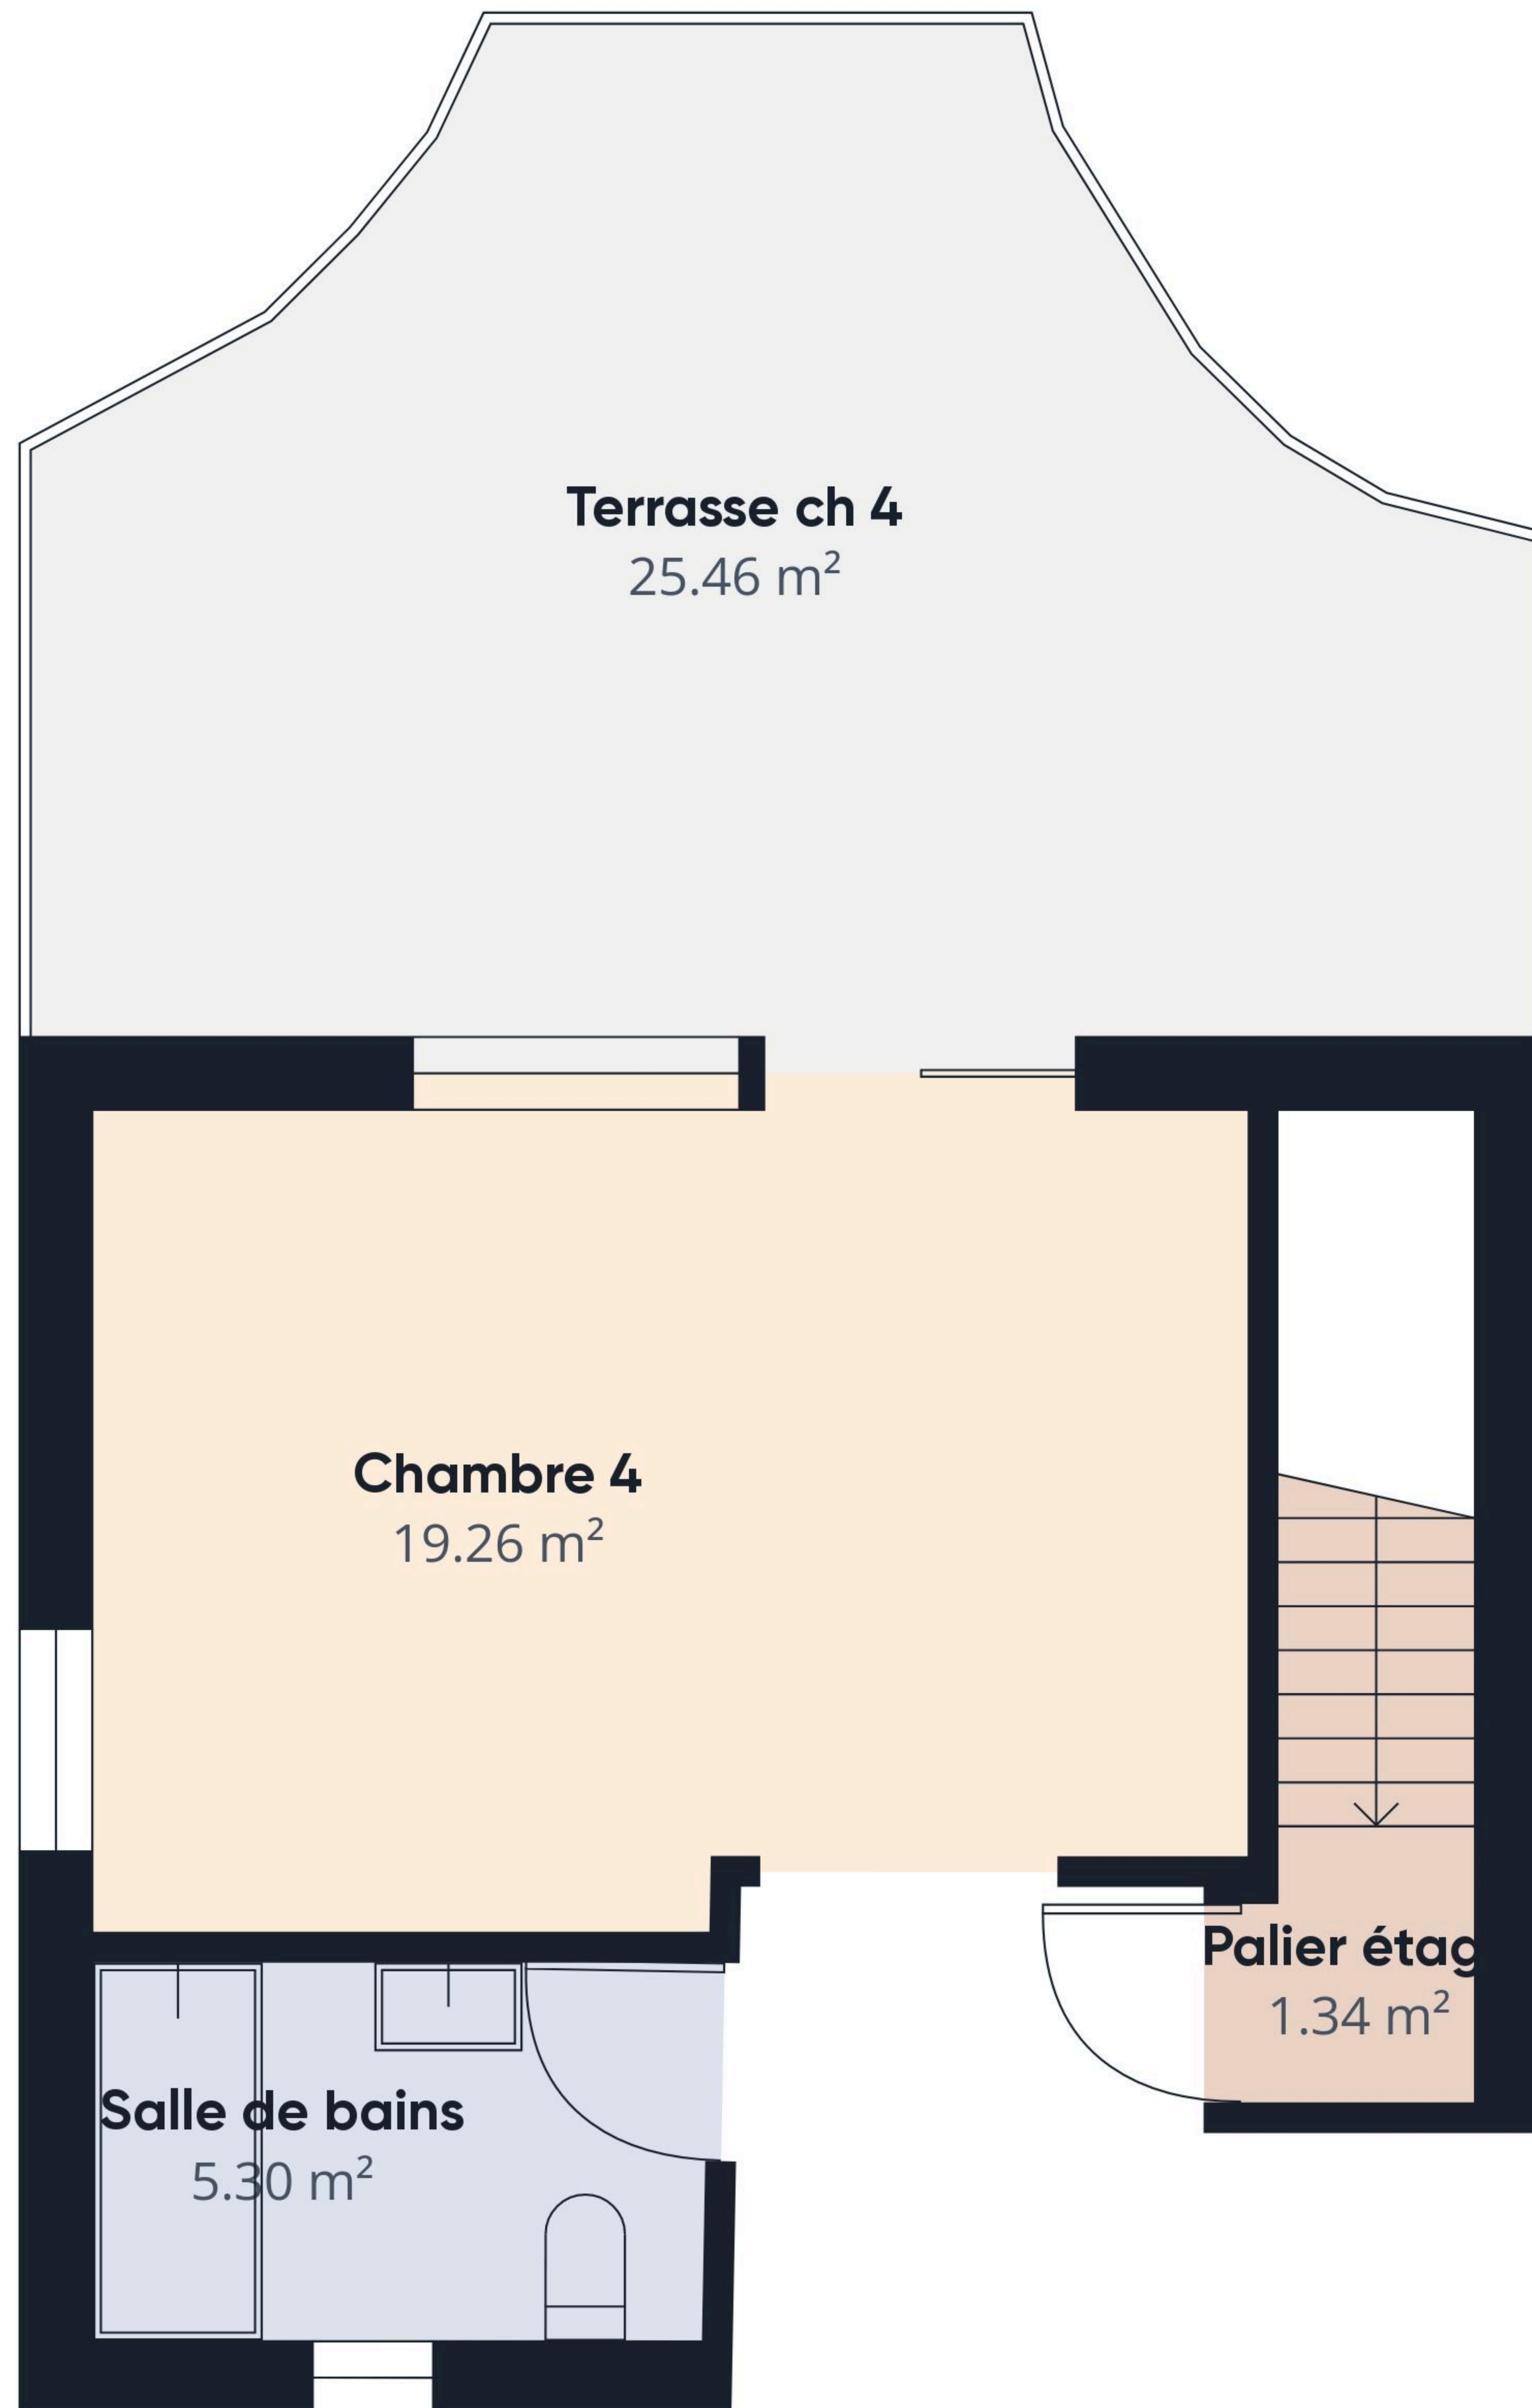 Terrasse ch 4
25.46 m²
Chambre 4
19.26 m²
Palier étag
1.34 m²
Salle de bains
5.30 m²